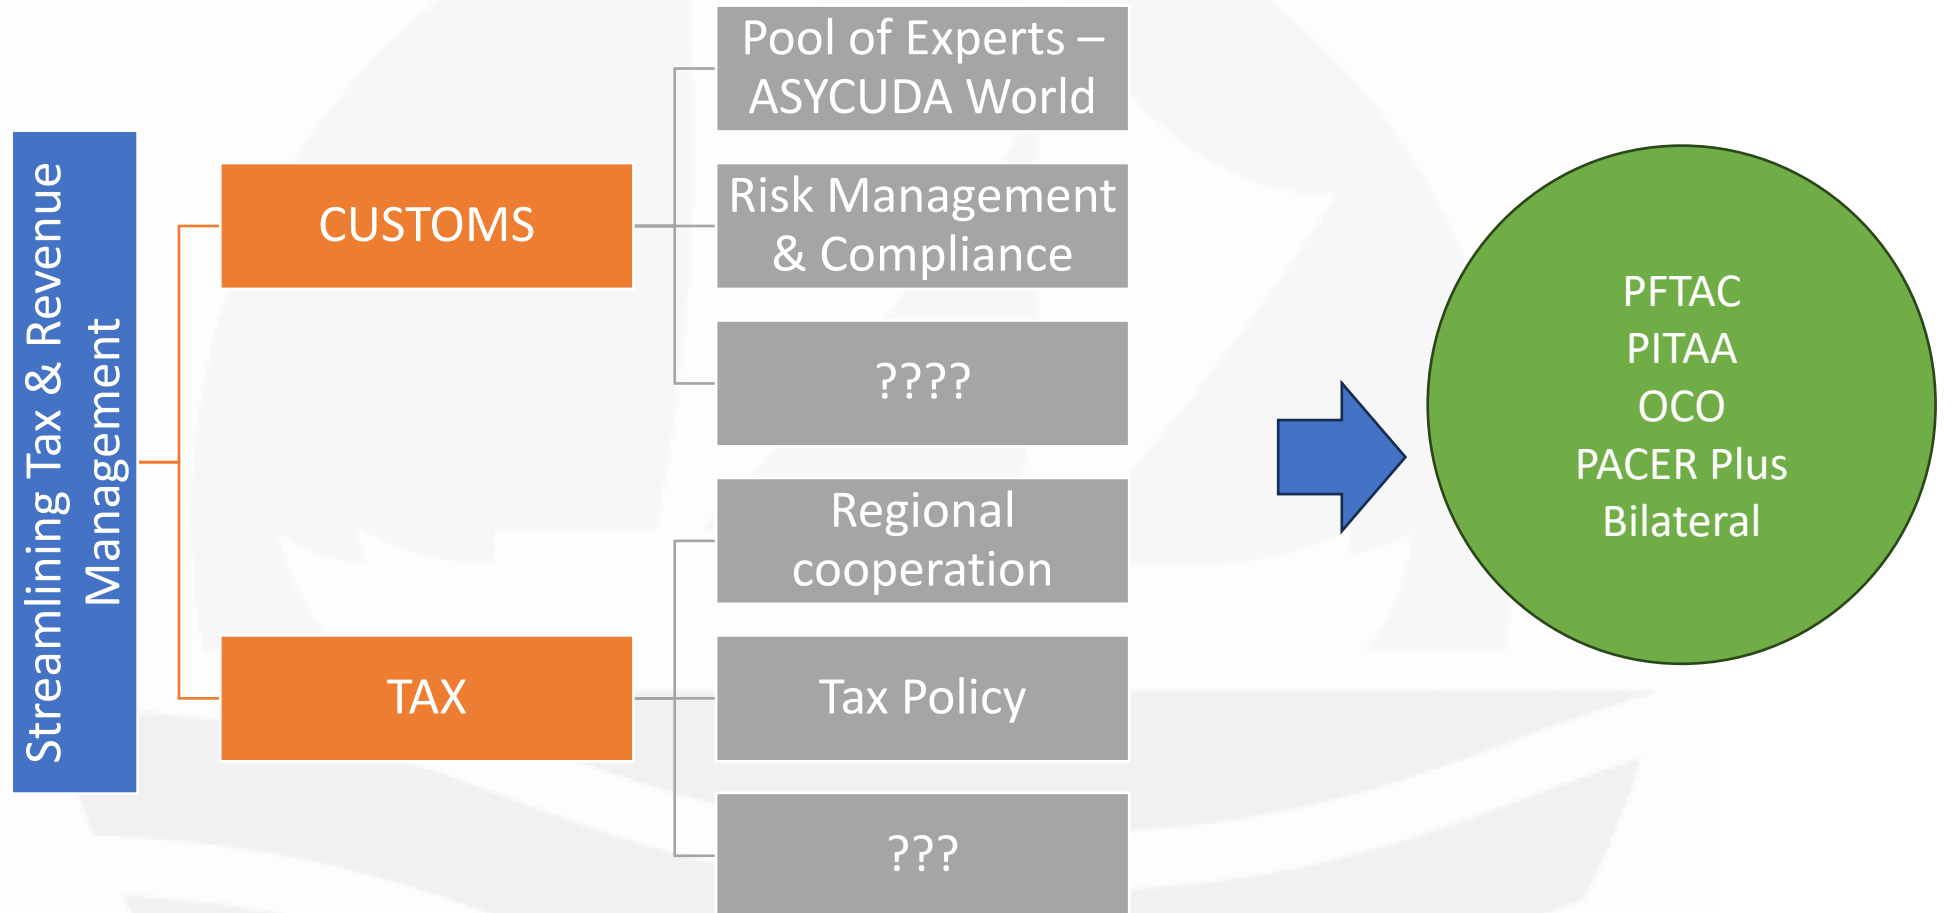 Streamlining Tax & Revenue
Management
CUSTOMS
Pool of Experts –
ASYCUDA World
Risk Management
& Compliance
????
TAX
Regional
cooperation
Tax Policy
???
PFTAC
PITAA
OCO
PACER Plus
Bilateral